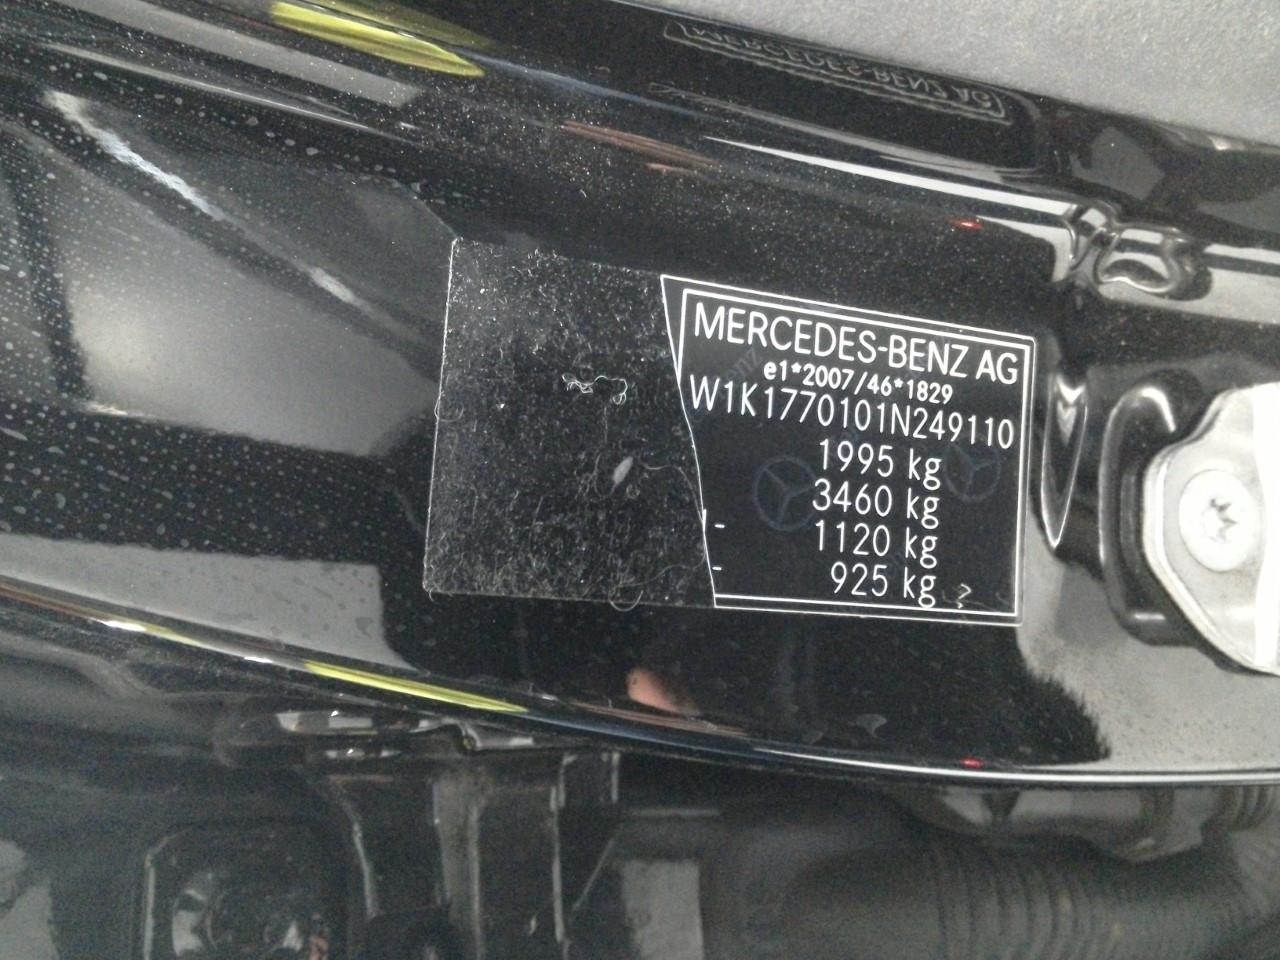 MERCEDES-BENZ AG
e1*2007/46*1829
W1K1770101N249110
1995 kg
3460 kg
- 1120 kg
- 925 kg